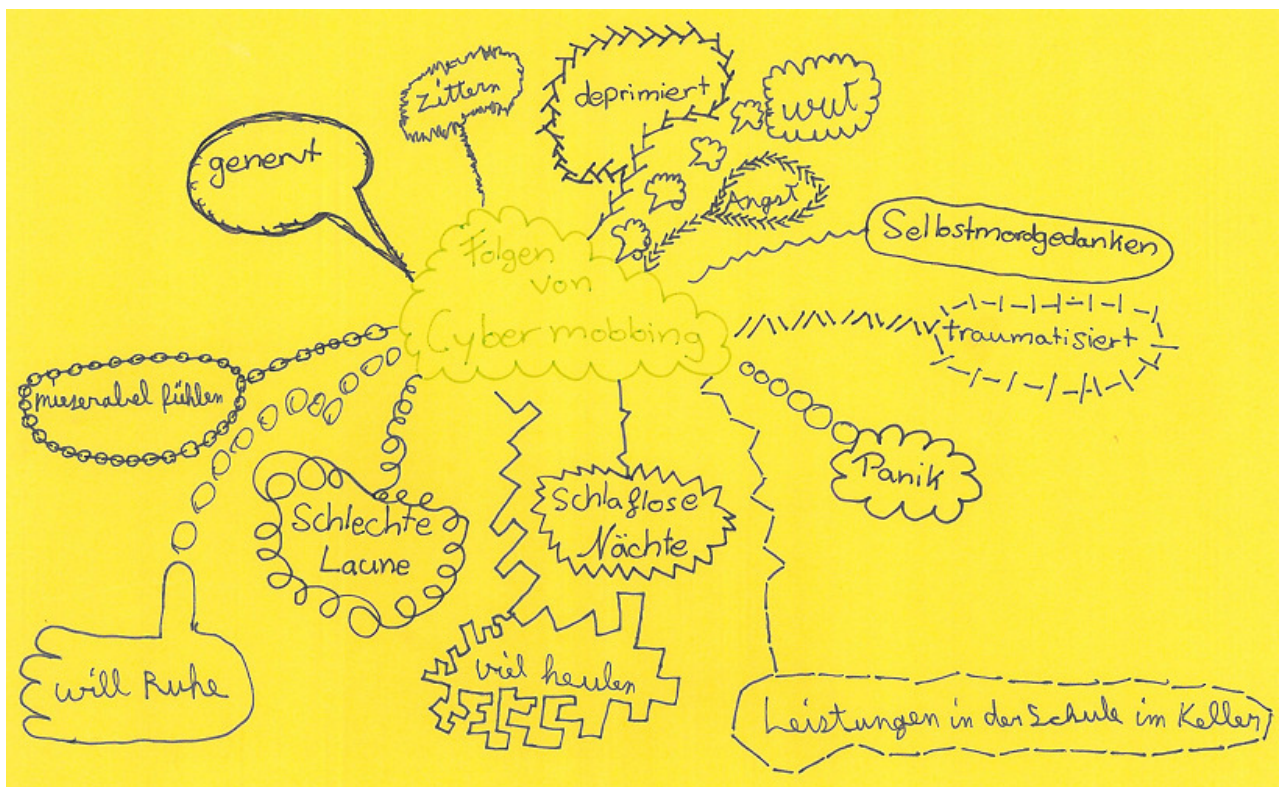 Zittern
deprimiert
wut
genervt
Angst
Selbstmordgedanken
Folgen
von
Cybermobbing
traumatisiert
mieserabel fühlen
Panik
Schlechte
Laune
Schlaflose
Nächte
will Ruhe
viel heulen
Leistungen in der Schule im Keller